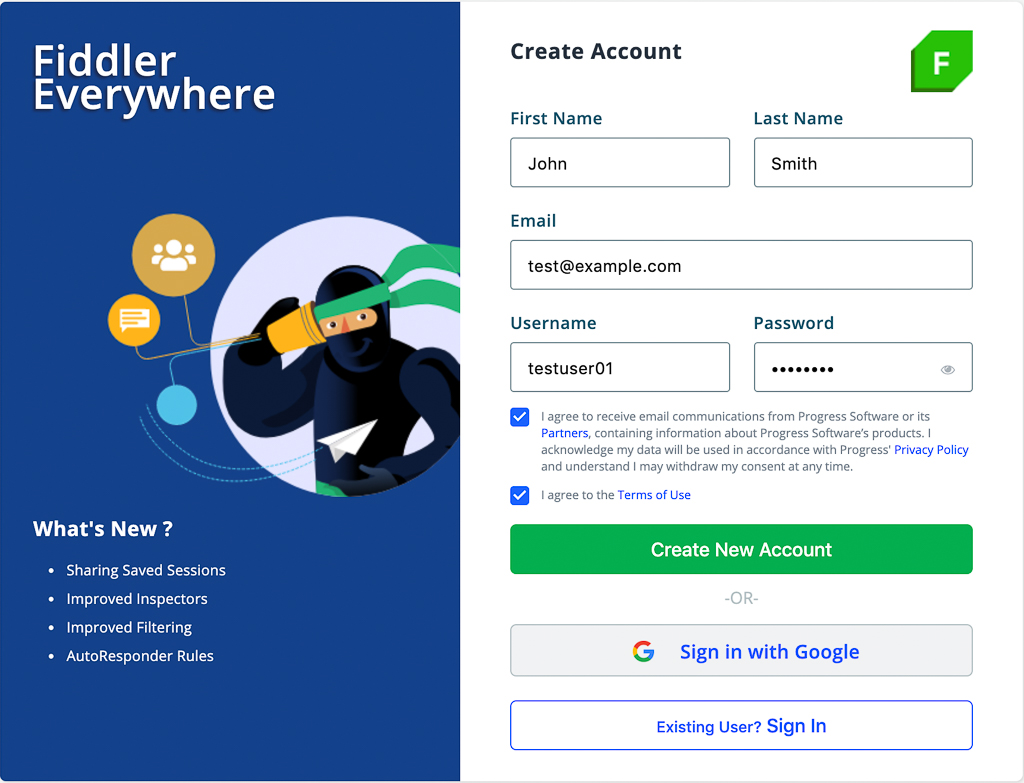 Fiddler
Everywhere
What's New ?
• Sharing Saved Sessions
• Improved Inspectors
• Improved Filtering
• AutoResponder Rules
Create Account
F
First Name
Last Name
John
Smith
Email
test@example.com
Username
Password
testuser01
••••••••
I agree to receive email communications from Progress Software or its
Partners, containing information about Progress Software's products. I
acknowledge my data will be used in accordance with Progress' Privacy Policy
and understand I may withdraw my consent at any time.
I agree to the Terms of Use
Create New Account
-OR-
Sign in with Google
Existing User? Sign In